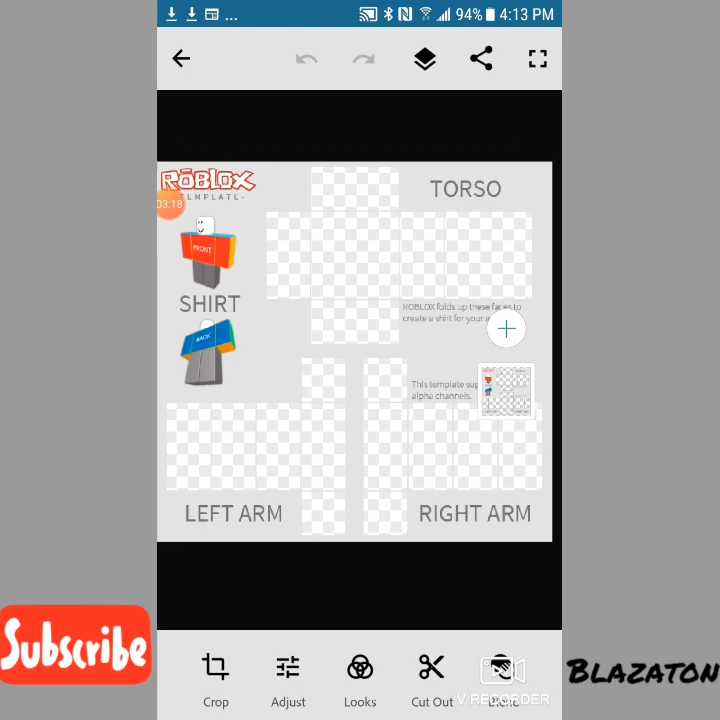 ... 94% 4:13 PM
ROBLOX
TORSO
03:18
FRONT
SHIRT
ROBLOX folds up these faces to
create a shirt for your
BACK
This template
alpha channels.
LEFT ARM
RIGHT ARM
Subscribe
BLAZATON
V RECORDER
Crop
Adjust
Looks
Cut Out